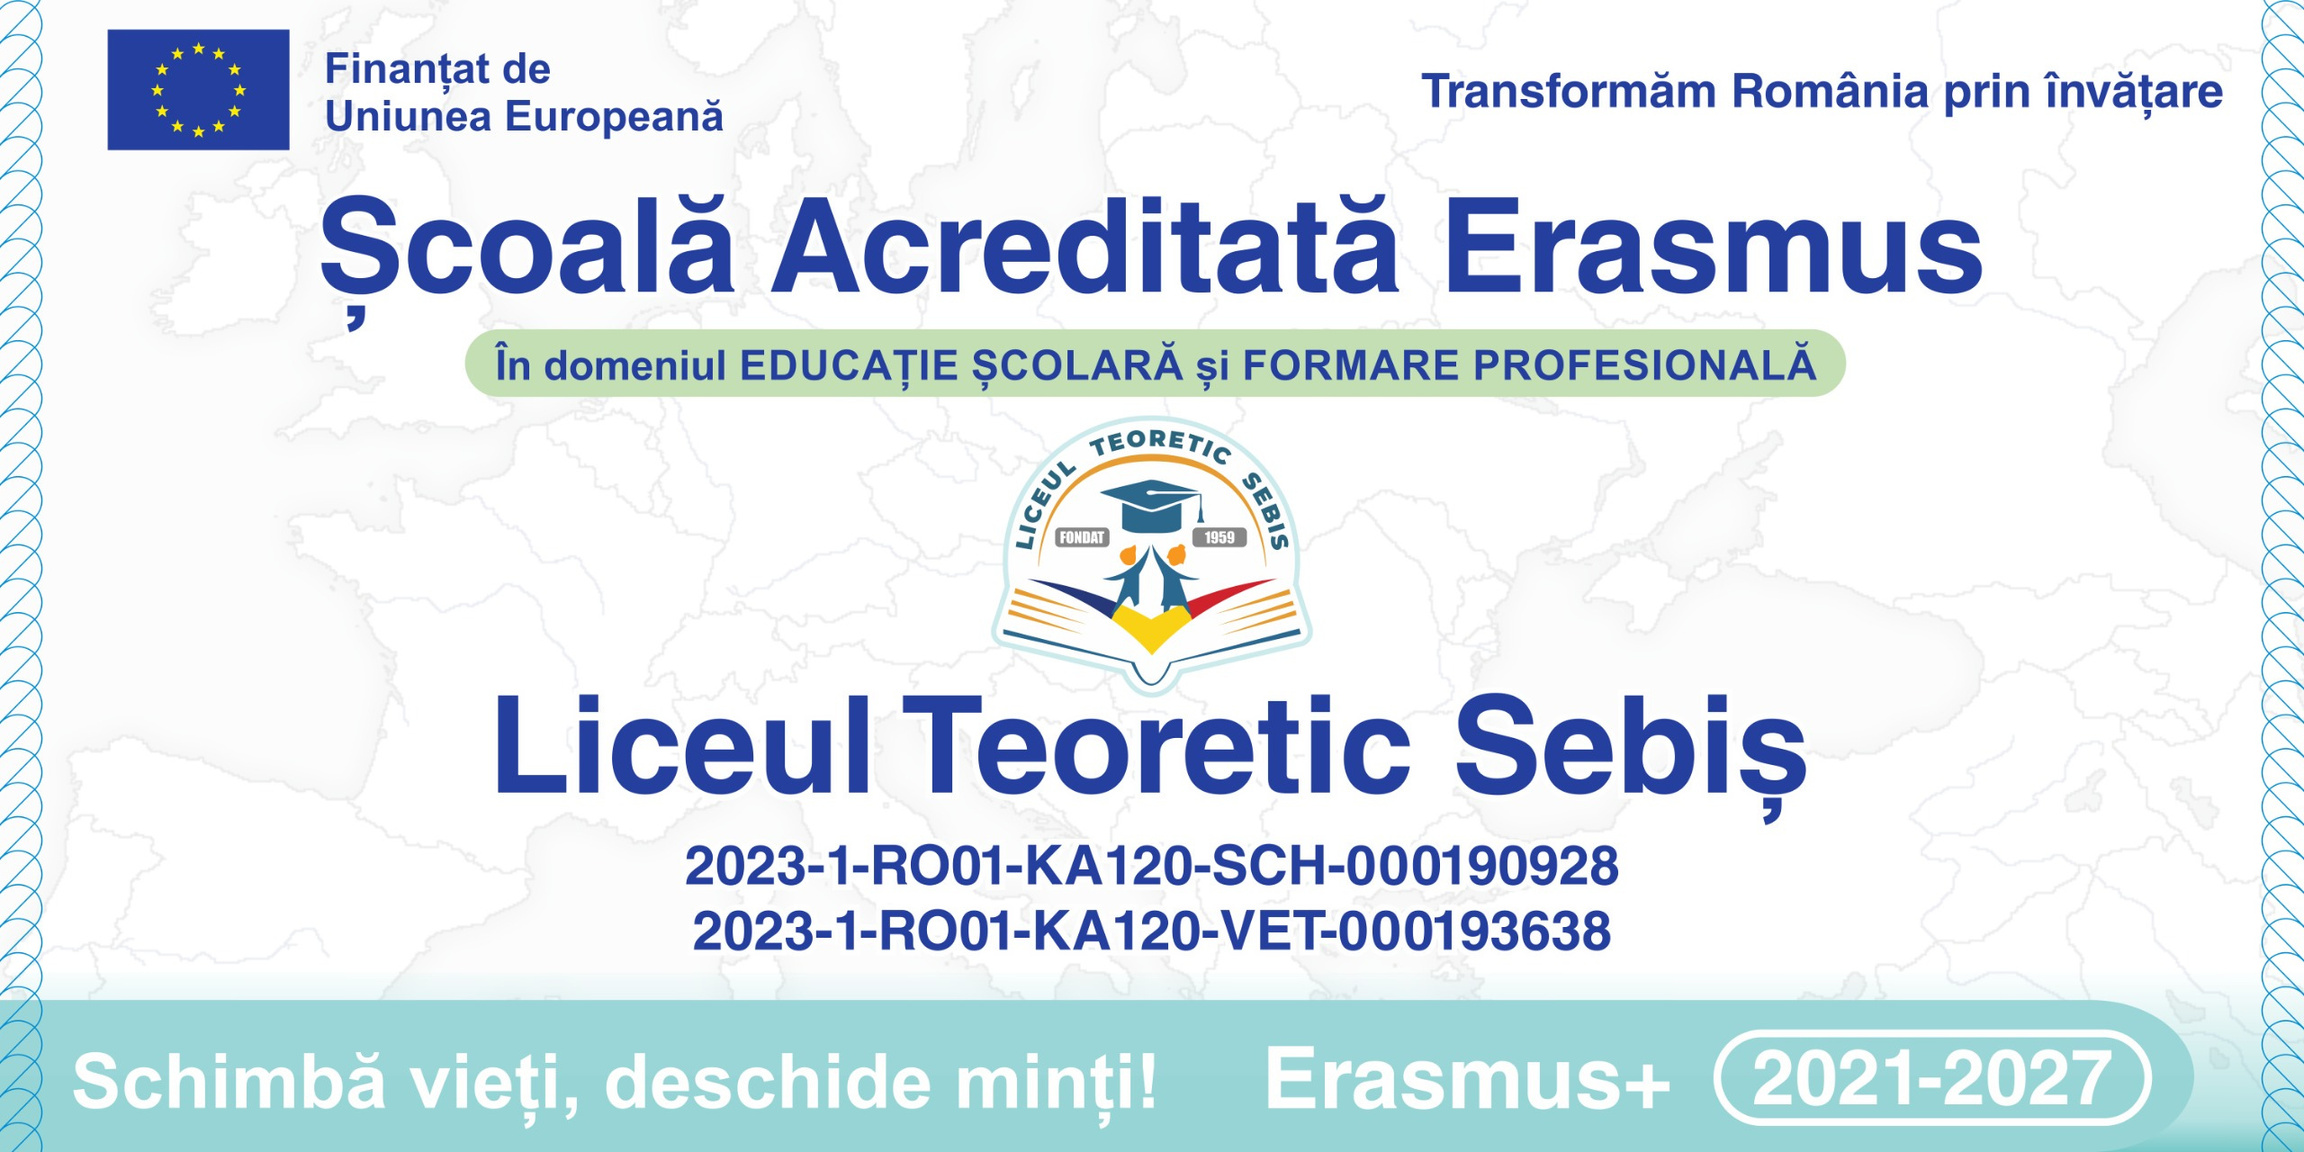 Finanțat de
Uniunea Europeană
Transformăm România prin învățare
Școală Acreditată Erasmus
În domeniul EDUCAȚIE ȘCOLARĂ și FORMARE PROFESIONALĂ
LICEUL TEORETIC SEBIS
FONDAT 1959
Liceul Teoretic Sebiș
2023-1-RO01-KA120-SCH-000190928
2023-1-RO01-KA120-VET-000193638
Schimbă vieți, deschide minți! Erasmus+ 2021-2027